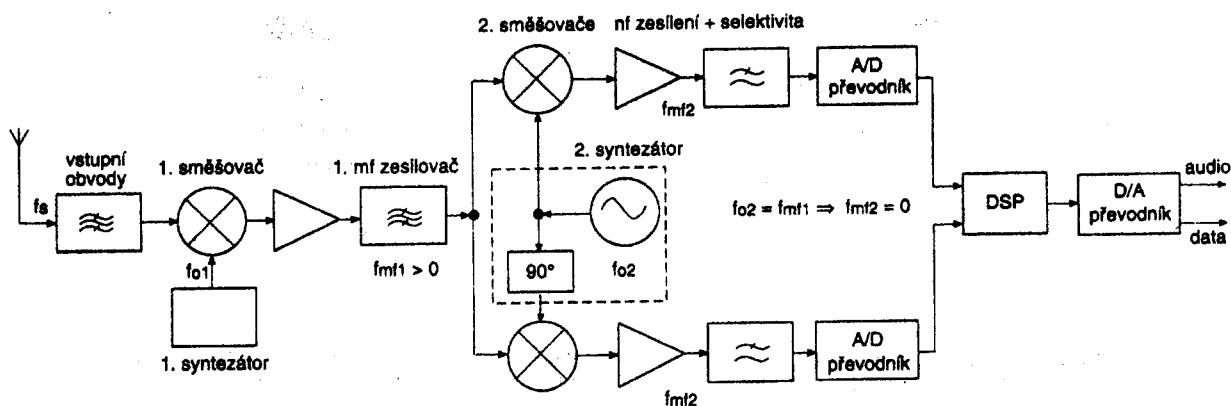 2. směšovače nf zesílení + selektivita
A/D
převodník
fmf2
vstupní
obvody
1. směšovač
1. mf zesilovač
2. syntezátor
fs
fo1
fmf1 > 0
90°
fo2
fo2 = fmf1 ⇒ fmf2 = 0
DSP
D/A
převodník
audio
data
1. syntezátor
A/D
převodník
fmf2